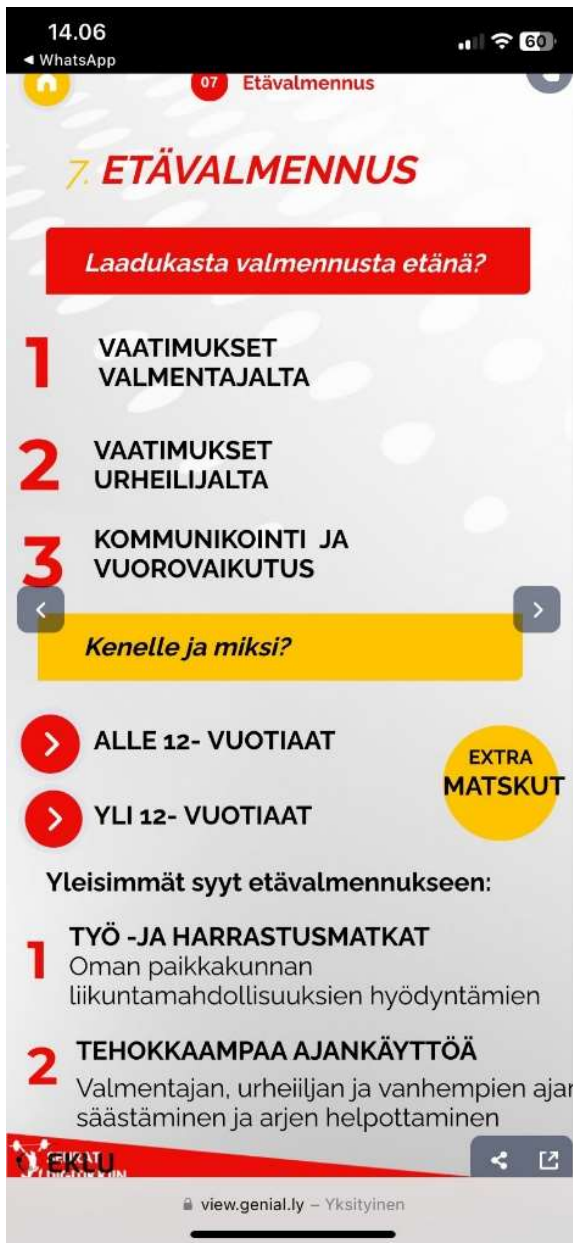 14.06
60
◀ WhatsApp
07 Etävalmennus
7. ETÄVALMENNUS
Laadukasta valmennusta etänä?
1 VAATIMUKSET
VALMENTAJALTA
2 VAATIMUKSET
URHEILIJALTA
3 KOMMUNIKOINTI JA
VUOROVAIKUTUS
Kenelle ja miksi?
ALLE 12- VUOTIAAT
YLI 12- VUOTIAAT
EXTRA
MATSKUT
Yleisimmät syyt etävalmennukseen:
1 TYÖ -JA HARRASTUSMATKAT
Oman paikkakunnan
liikuntamahdollisuuksien hyödyntämien
2 TEHOKKAAMPAA AJANKÄYTTÖÄ
Valmentajan, urheiiljan ja vanhempien ajan
säästäminen ja arjen helpottaminen
EKLU
view.genial.ly – Yksityinen